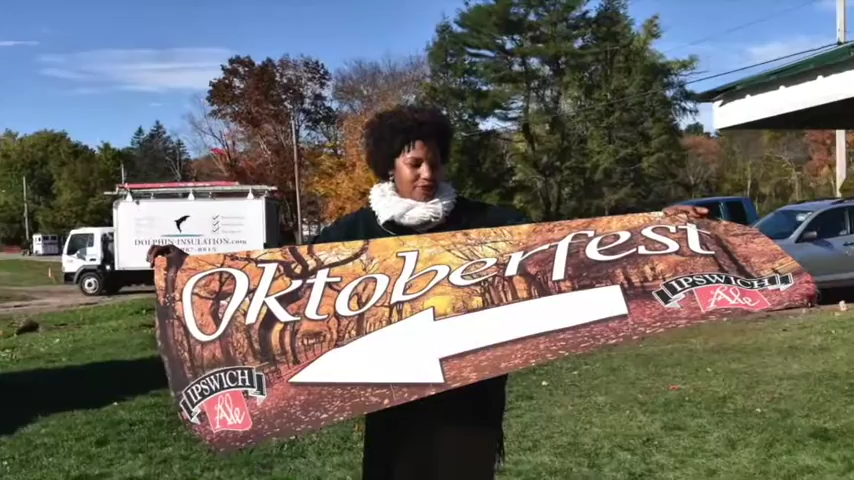 DOLPHIN-INSULATION.com
Oktoberfest
IPSWICH
Ale
IPSWICH
Ale